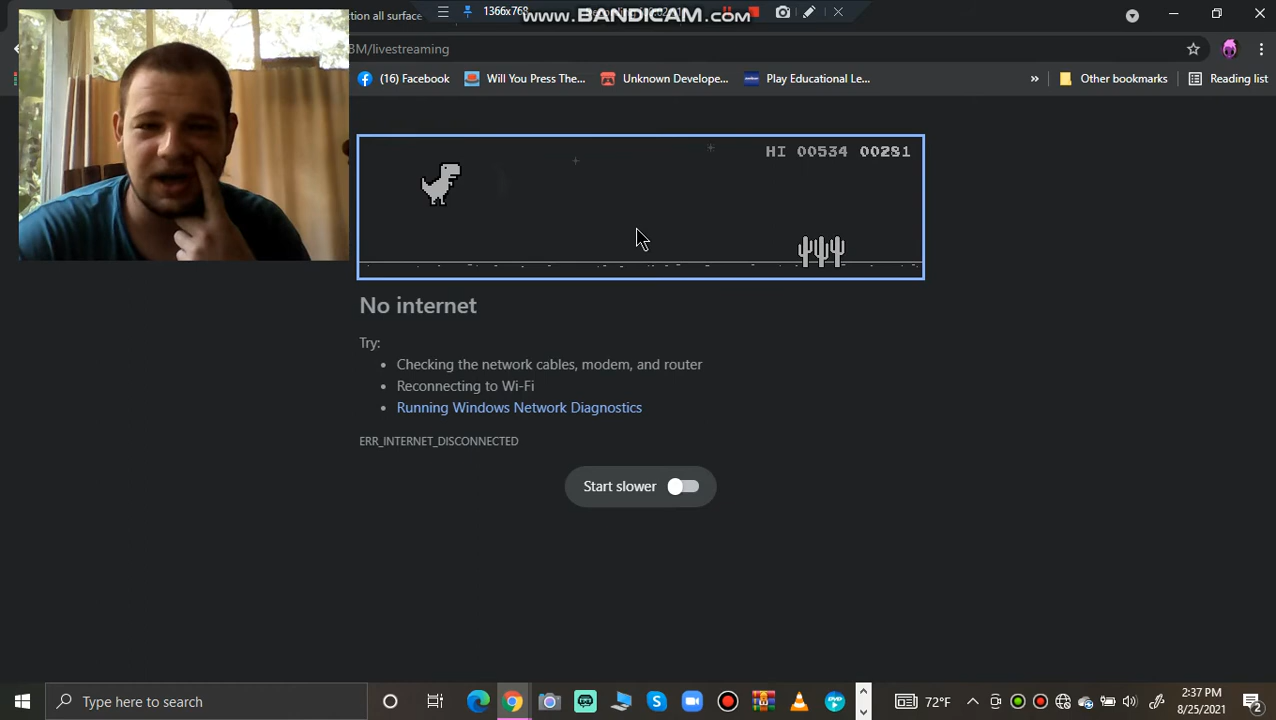 ition all surface
1366x768
www.BANDICAM.com
BM/livestreaming
(16) Facebook
Will You Press The...
Unknown Develope...
Play Educational Le...
»
Other bookmarks
Reading list
HI 00534 00281
No internet
Try:
• Checking the network cables, modem, and router
• Reconnecting to Wi-Fi
• Running Windows Network Diagnostics
ERR_INTERNET_DISCONNECTED
Start slower
Type here to search
72°F
2:37 PM
8/25/2021